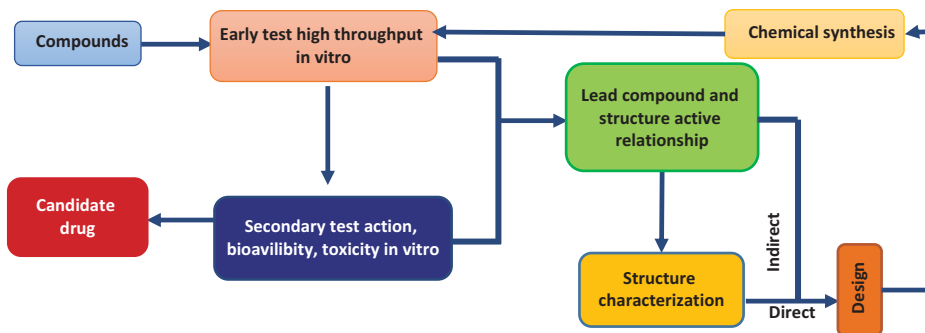 Compounds
Early test high throughput
in vitro
Chemical synthesis
Lead compound and
structure active
relationship
Candidate
drug
Secondary test action,
bioavilibity, toxicity in vitro
Structure
characterization
Indirect
Direct
Design